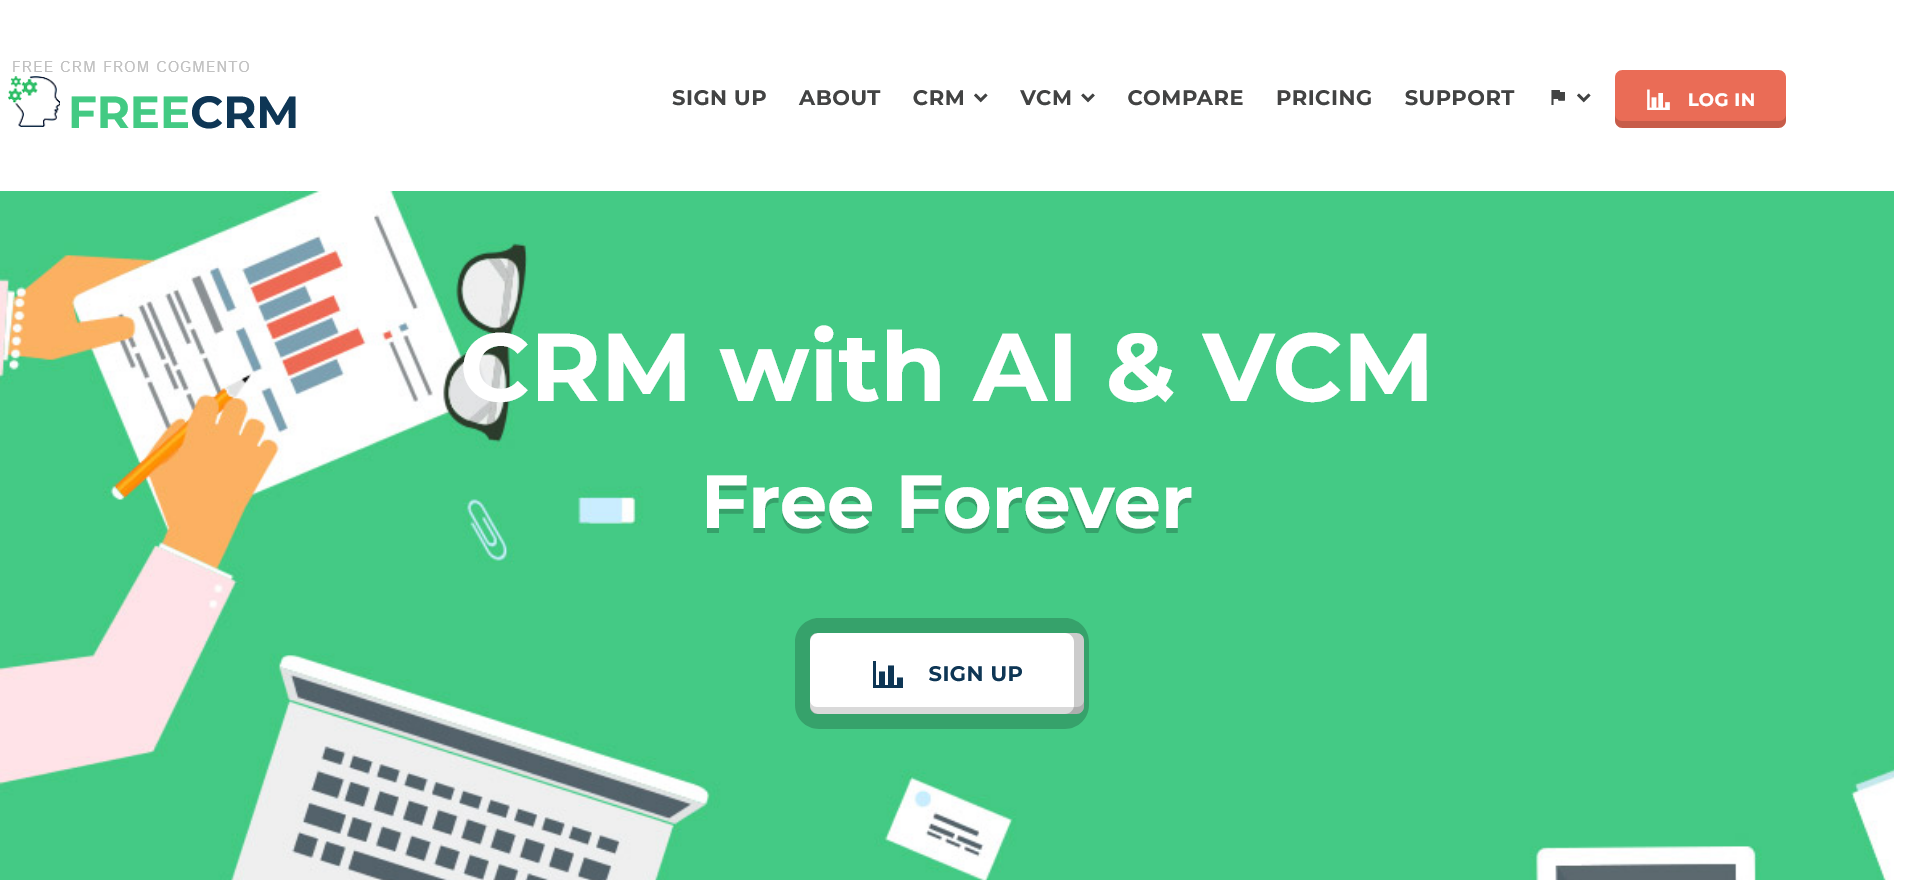 FREE CRM FROM COGMENTO
FREECRM
SIGN UP ABOUT CRM VCM COMPARE PRICING SUPPORT LOG IN
CRM with AI & VCM
Free Forever
SIGN UP